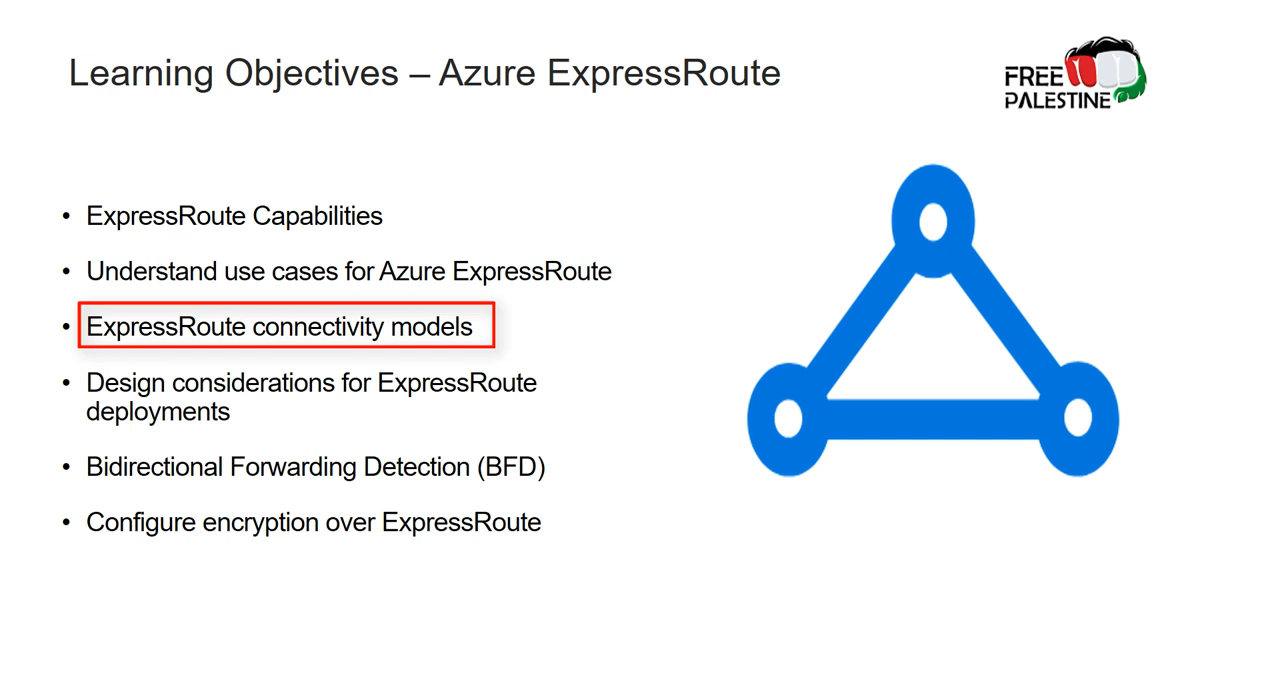 Learning Objectives – Azure ExpressRoute
FREE
PALESTINE
• ExpressRoute Capabilities
• Understand use cases for Azure ExpressRoute
• ExpressRoute connectivity models
• Design considerations for ExpressRoute
deployments
• Bidirectional Forwarding Detection (BFD)
• Configure encryption over ExpressRoute